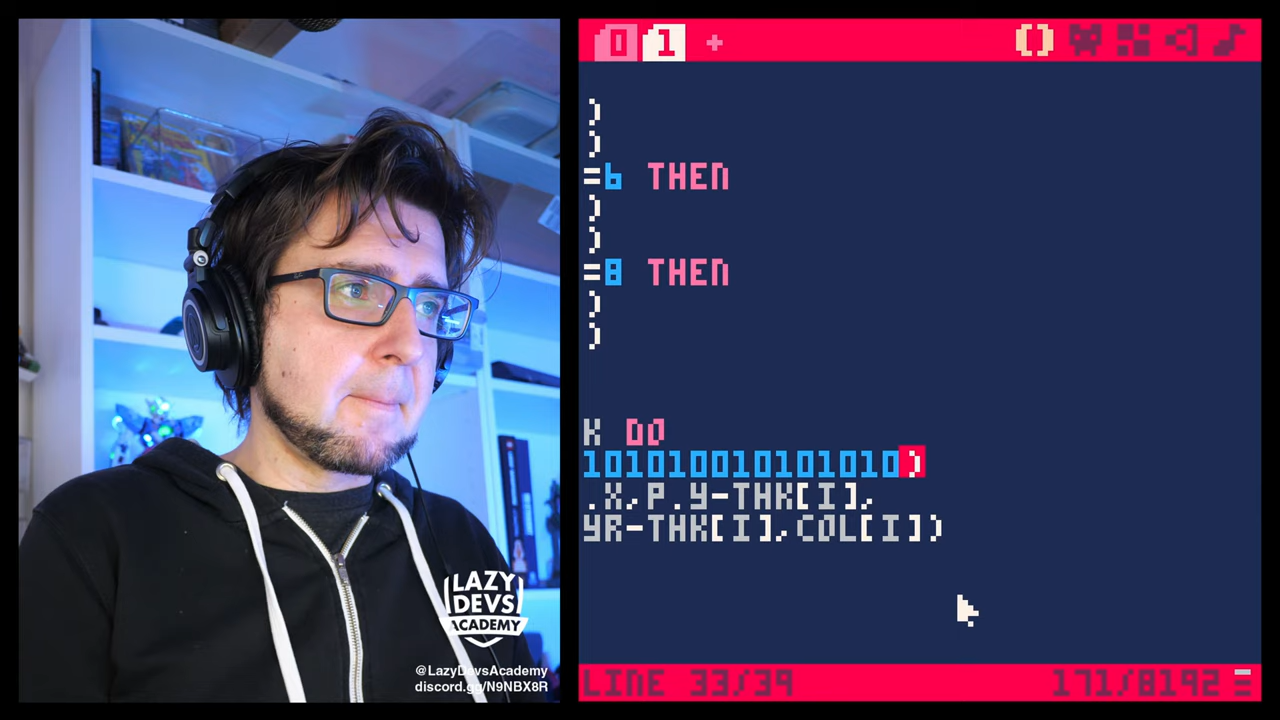 LAZY
DEVS
ACADEMY
@LazyDevsAcademy
discord.gg/N9NBX8R
0 1 +
)
)
=6 THEN
)
)
=8 THEN
)
)
K DO
101010010101010)
.X,P.Y-THK[I],
YR-THK[I],COL[I])
LINE 33/39
171/8192